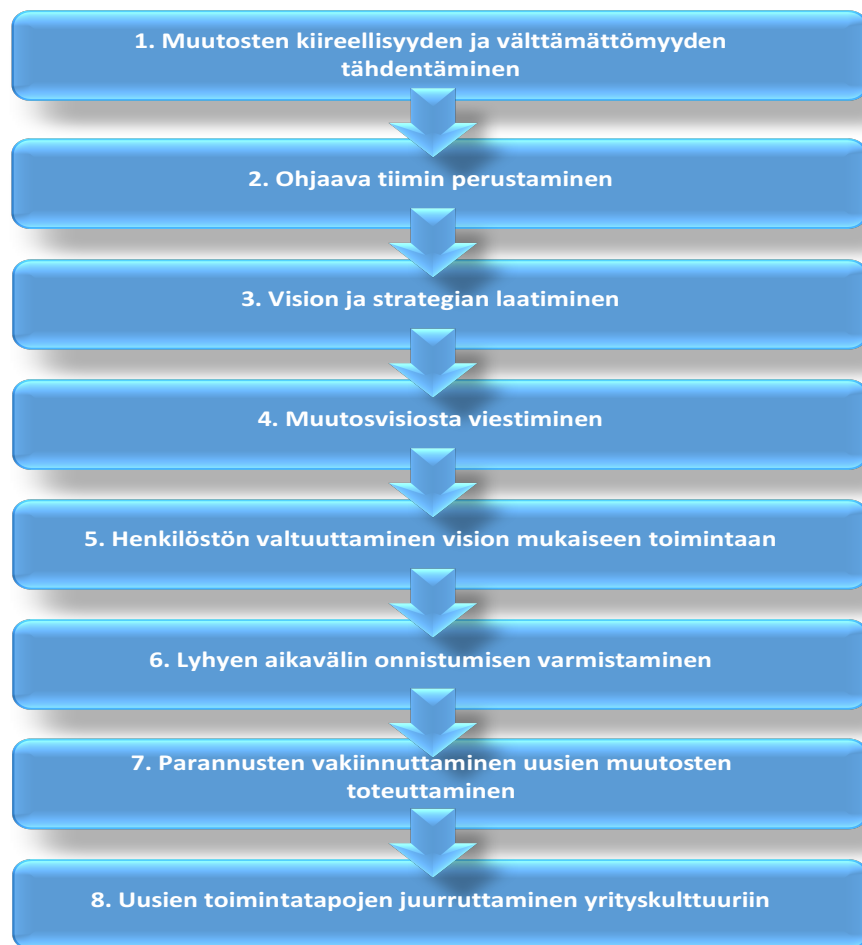 1. Muutosten kiireellisyyden ja välttämättömyyden
tähdentäminen
2. Ohjaava tiimin perustaminen
3. Vision ja strategian laatiminen
4. Muutosvisiosta viestiminen
5. Henkilöstön valtuuttaminen vision mukaiseen toimintaan
6. Lyhyen aikavälin onnistumisen varmistaminen
7. Parannusten vakiinnuttaminen uusien muutosten
toteuttaminen
8. Uusien toimintatapojen juurruttaminen yrityskulttuuriin